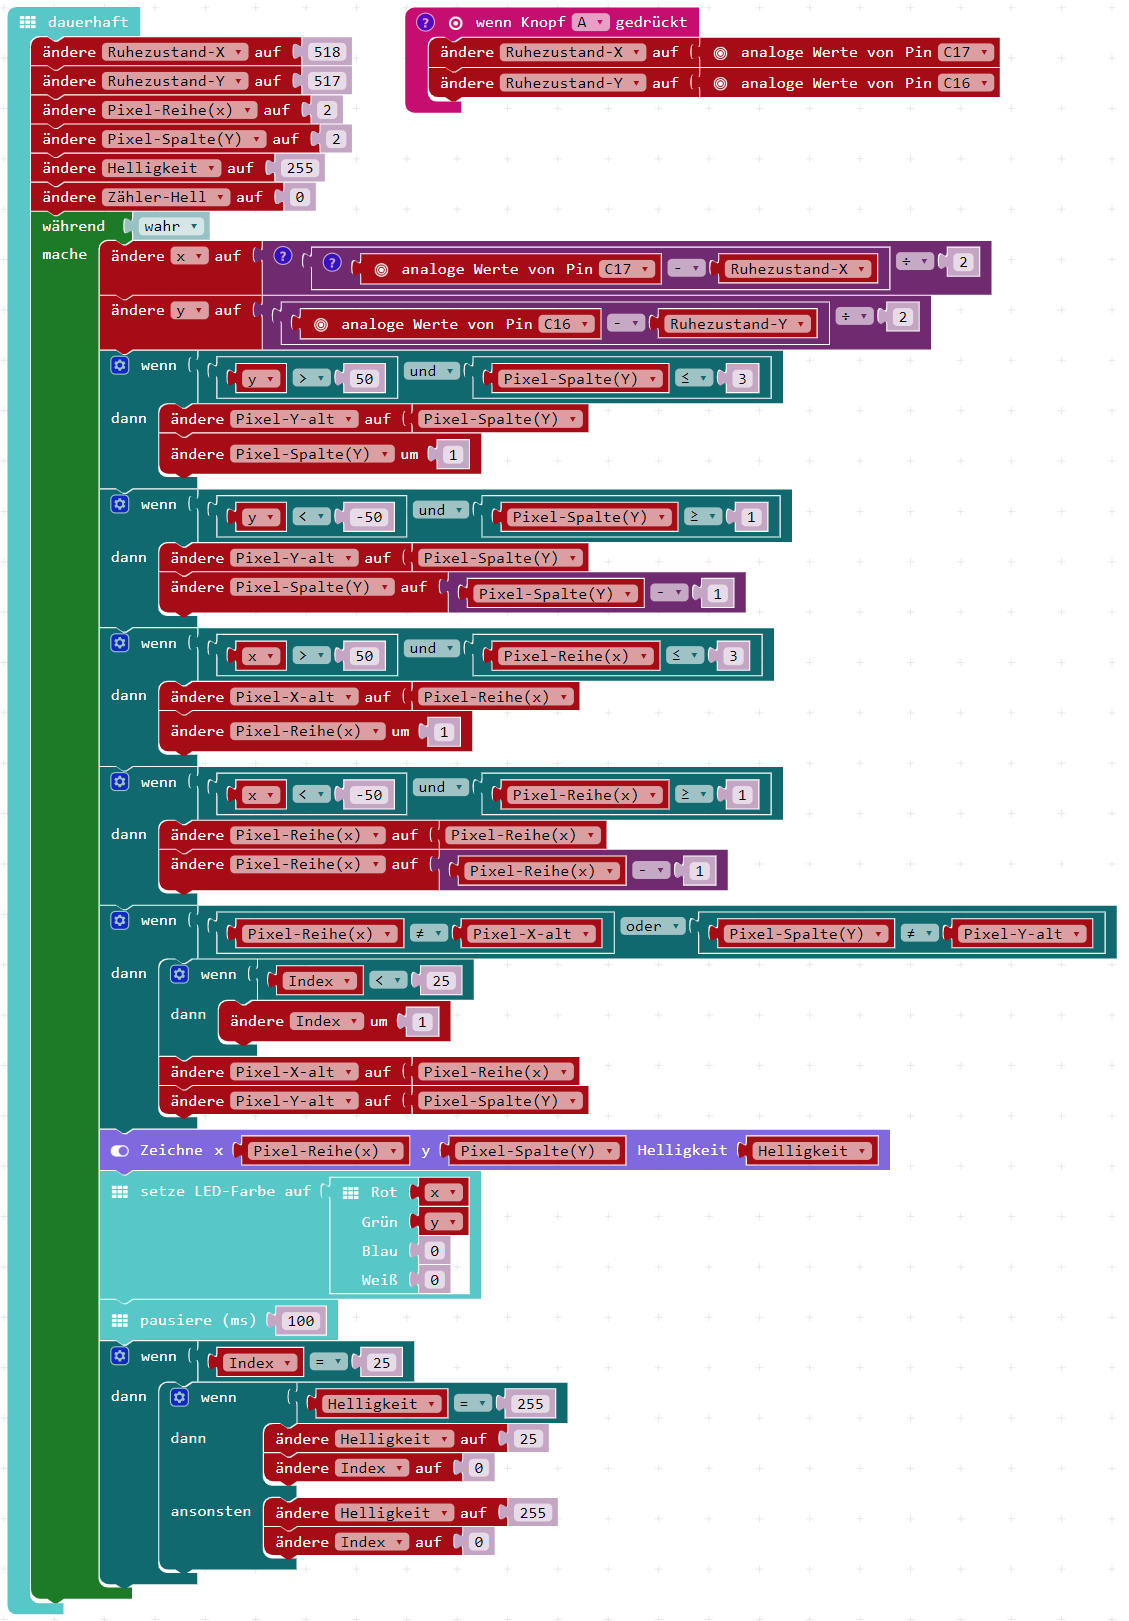 dauerhaft
ändere Ruhezustand-X auf 518
ändere Ruhezustand-Y auf 517
ändere Pixel-Reihe(x) auf 2
ändere Pixel-Spalte(Y) auf 2
ändere Helligkeit auf 255
ändere Zähler-Hell auf 0
während wahr
mache ändere x auf ? ? analoge Werte von Pin C17 - Ruhezustand-X ÷ 2
ändere y auf analoge Werte von Pin C16 - Ruhezustand-Y ÷ 2
wenn y > 50 und Pixel-Spalte(Y) ≤ 3
dann ändere Pixel-Y-alt auf Pixel-Spalte(Y)
ändere Pixel-Spalte(Y) um 1
wenn y < -50 und Pixel-Spalte(Y) ≥ 1
dann ändere Pixel-Y-alt auf Pixel-Spalte(Y)
ändere Pixel-Spalte(Y) auf Pixel-Spalte(Y) - 1
wenn x > 50 und Pixel-Reihe(x) ≤ 3
dann ändere Pixel-X-alt auf Pixel-Reihe(x)
ändere Pixel-Reihe(x) um 1
wenn x < -50 und Pixel-Reihe(x) ≥ 1
dann ändere Pixel-Reihe(x) auf Pixel-Reihe(x)
ändere Pixel-Reihe(x) auf Pixel-Reihe(x) - 1
wenn Pixel-Reihe(x) ≠ Pixel-X-alt oder Pixel-Spalte(Y) ≠ Pixel-Y-alt
dann wenn Index < 25
dann ändere Index um 1
ändere Pixel-X-alt auf Pixel-Reihe(x)
ändere Pixel-Y-alt auf Pixel-Spalte(Y)
Zeichne x Pixel-Reihe(x) y Pixel-Spalte(Y) Helligkeit Helligkeit
setze LED-Farbe auf Rot x
Grün y
Blau 0
Weiß 0
pausiere (ms) 100
wenn Index = 25
dann wenn Helligkeit = 255
dann ändere Helligkeit auf 25
ändere Index auf 0
ansonsten ändere Helligkeit auf 255
ändere Index auf 0
? wenn Knopf A gedrückt
ändere Ruhezustand-X auf analoge Werte von Pin C17
ändere Ruhezustand-Y auf analoge Werte von Pin C16